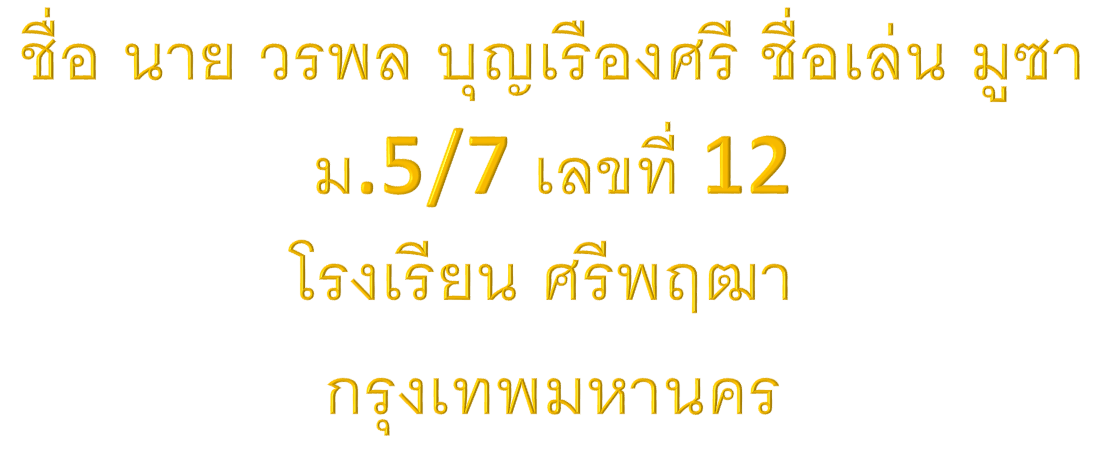 ชื่อ นาย วรพล บุญเรืองศรี ชื่อเล่น มูซา
ม.5/7 เลขที่ 12
โรงเรียน ศรีพฤฒา
กรุงเทพมหานคร